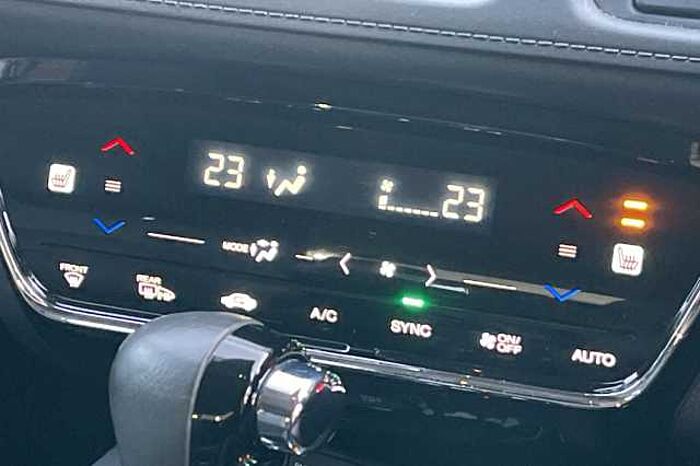 23 23
MODE
FRONT REAR A/C SYNC ON/OFF AUTO